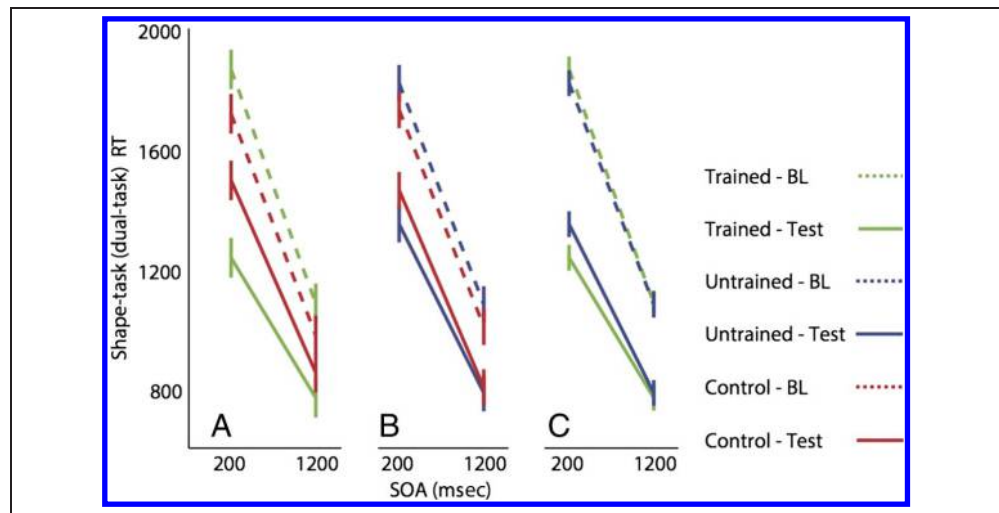 Shape-task (dual-task) RT
2000
1600
1200
800
A
B
C
200 1200
200 1200
200 1200
SOA (msec)
Trained - BL
Trained - Test
Untrained - BL
Untrained - Test
Control - BL
Control - Test